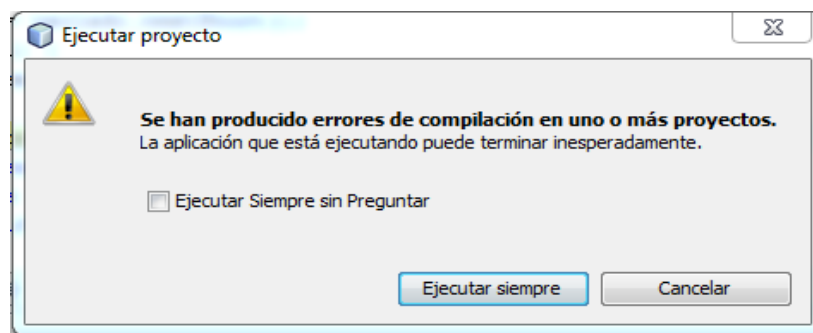 Ejecutar proyecto
Se han producido errores de compilación en uno o más proyectos.
La aplicación que está ejecutando puede terminar inesperadamente.
Ejecutar Siempre sin Preguntar
Ejecutar siempre
Cancelar